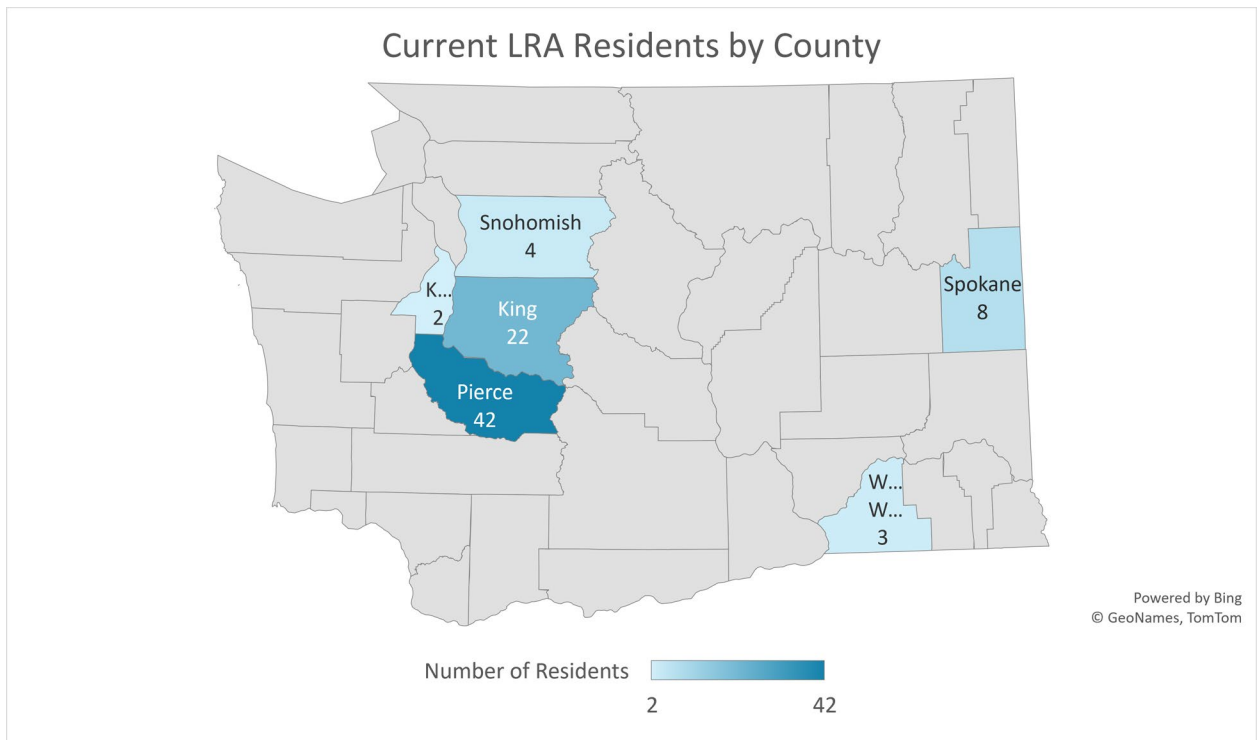 Current LRA Residents by County
Snohomish
4
K...
2
King
22
Spokane
8
Pierce
42
W...
W...
3
Powered by Bing
© GeoNames, TomTom
Number of Residents
2
42